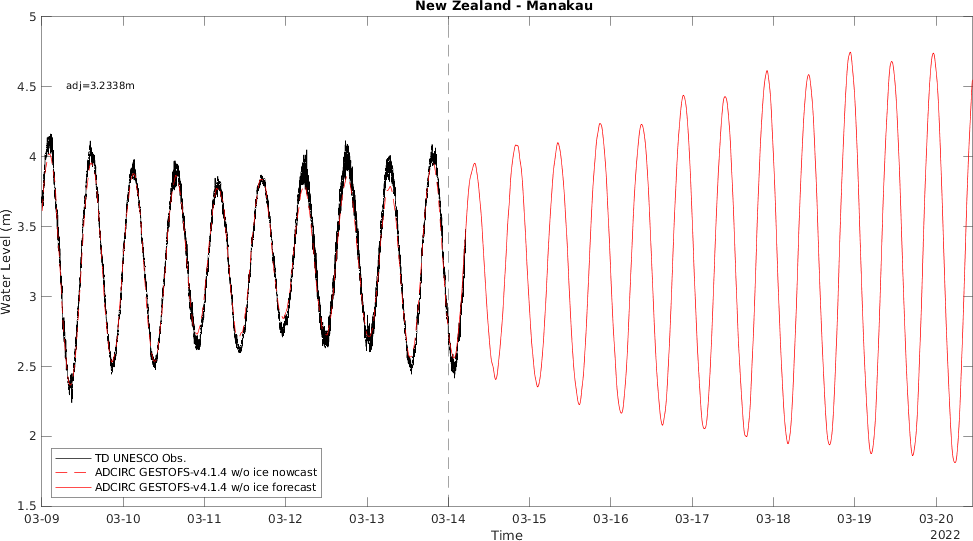 New Zealand - Manakau
5
4.5
4
3.5
3
2.5
2
1.5
Water Level (m)
adj=3.2338m
TD UNESCO Obs.
ADCIRC GESTOFS-v4.1.4 w/o ice nowcast
ADCIRC GESTOFS-v4.1.4 w/o ice forecast
03-09 03-10 03-11 03-12 03-13 03-14 03-15 03-16 03-17 03-18 03-19 03-20
2022
Time